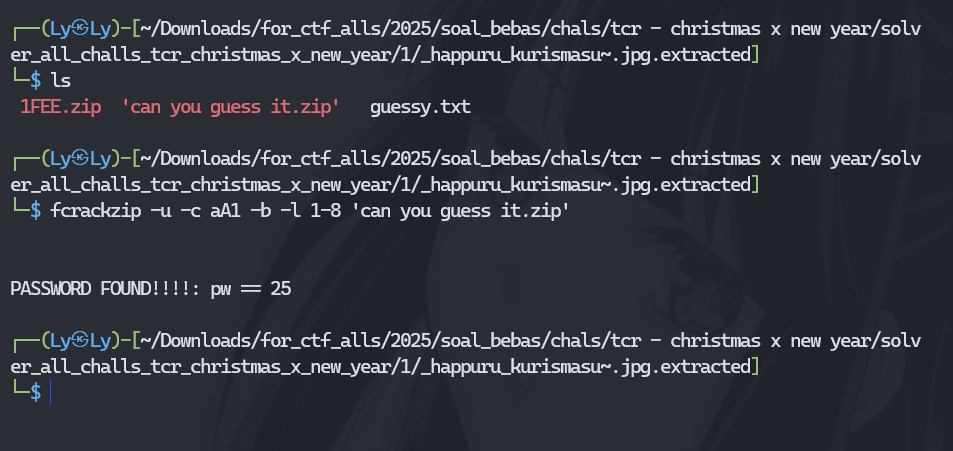 ┌──(Ly㉿Ly)-[~/Downloads/for_ctf_alls/2025/soal_bebas/chals/tcr - christmas x new year/solv
er_all_challs_tcr_christmas_x_new_year/1/_happuru_kurismasu~.jpg.extracted]
└─$ ls
1FEE.zip  'can you guess it.zip'   guessy.txt
┌──(Ly㉿Ly)-[~/Downloads/for_ctf_alls/2025/soal_bebas/chals/tcr - christmas x new year/solv
er_all_challs_tcr_christmas_x_new_year/1/_happuru_kurismasu~.jpg.extracted]
└─$ fcrackzip -u -c aA1 -b -l 1-8 'can you guess it.zip'
PASSWORD FOUND!!!!: pw == 25
┌──(Ly㉿Ly)-[~/Downloads/for_ctf_alls/2025/soal_bebas/chals/tcr - christmas x new year/solv
er_all_challs_tcr_christmas_x_new_year/1/_happuru_kurismasu~.jpg.extracted]
└─$